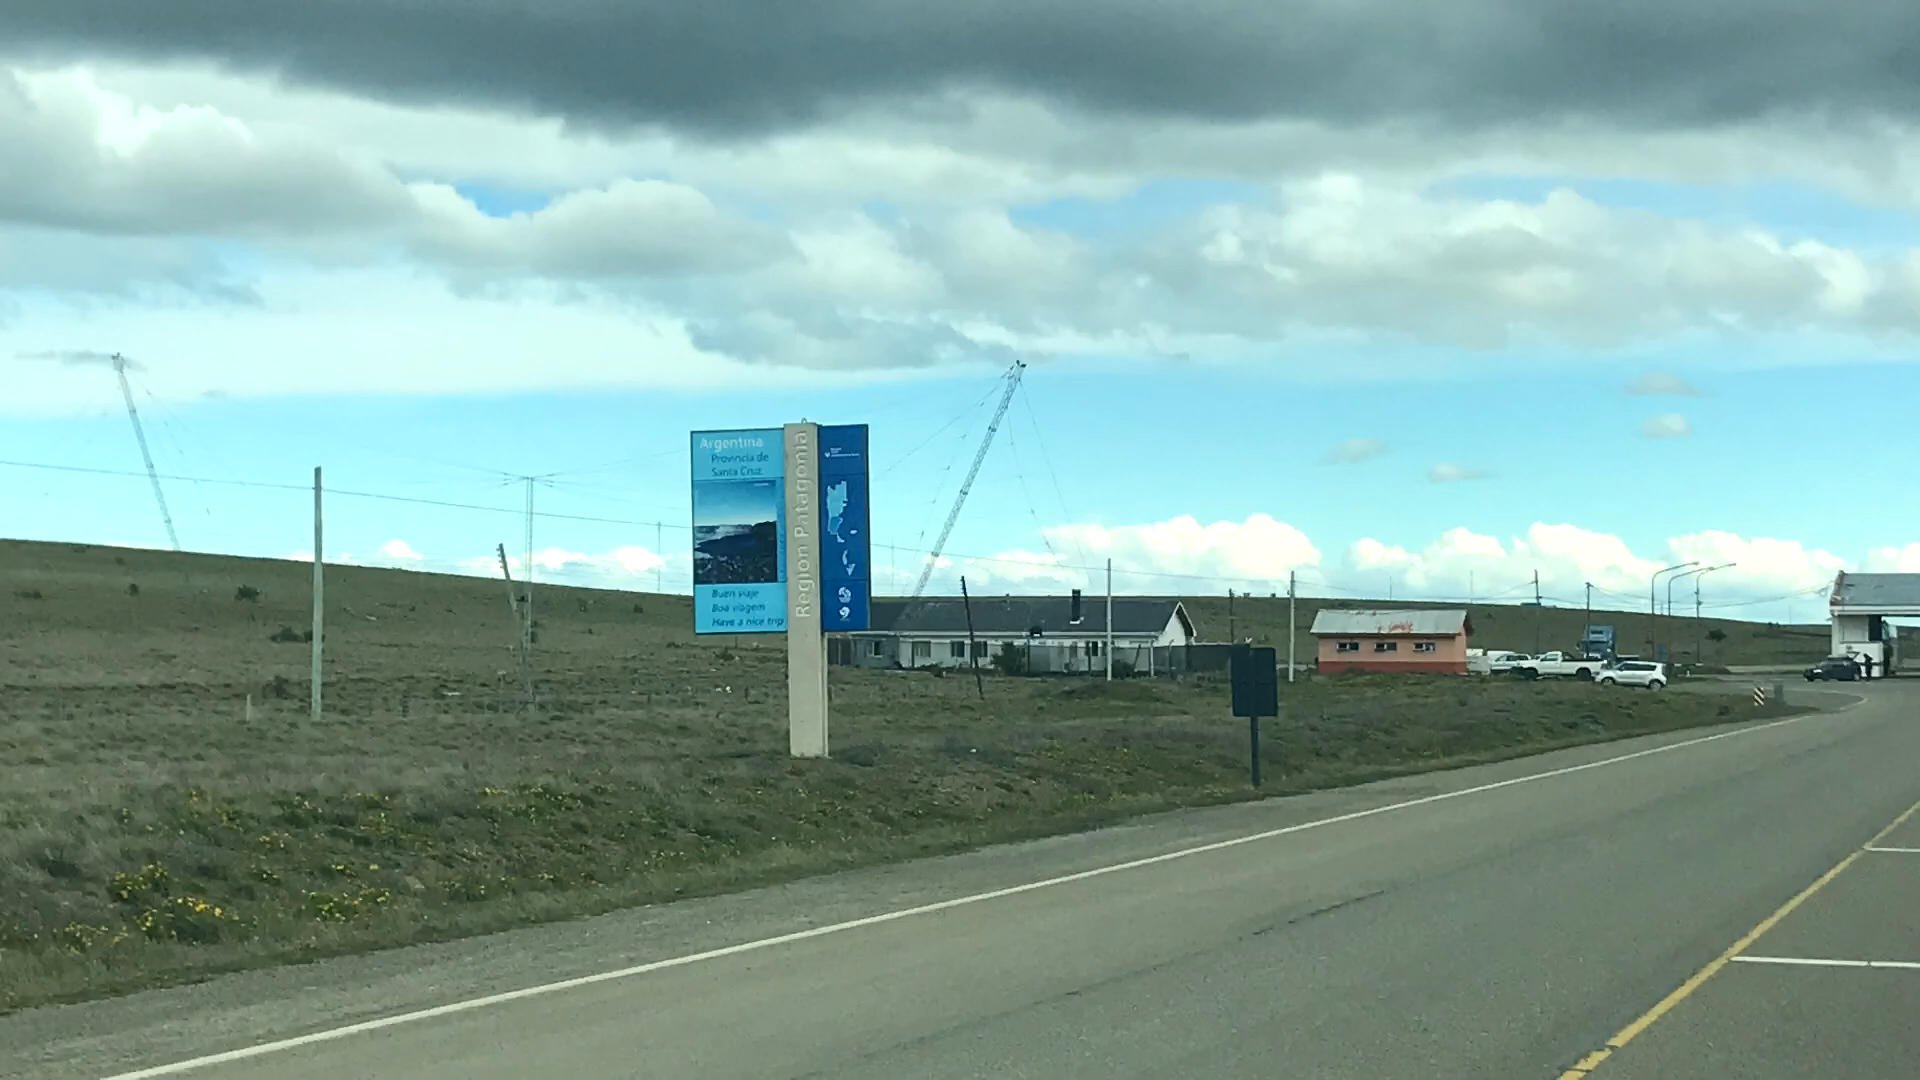 Argentina
Provincia de
Santa Cruz
Buen viaje
Boa viagem
Have a nice trip
Region Patagonia